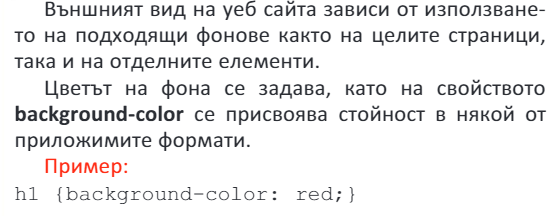 Външният вид на уеб сайта зависи от използване-
то на подходящи фонове както на целите страници,
така и на отделните елементи.
Цветът на фона се задава, като на свойството
background-color се присвоява стойност в някой от
приложимите формати.
Пример:
h1 {background-color: red;}